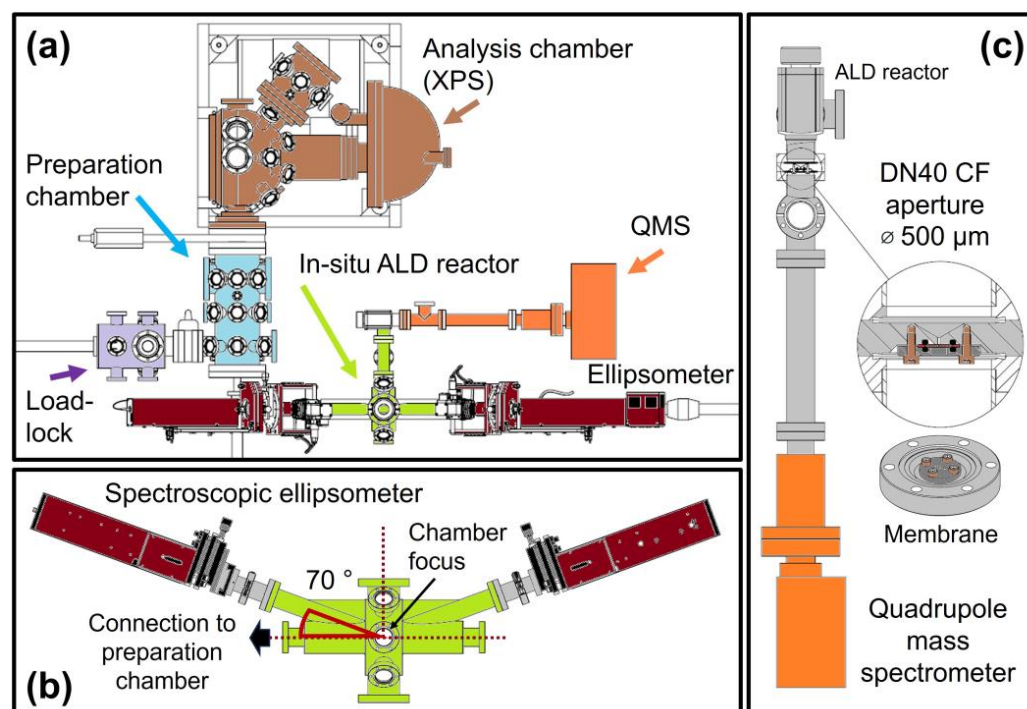 (a)
Analysis chamber
(XPS)
Preparation
chamber
In-situ ALD reactor
QMS
Load-
lock
Ellipsometer
(b)
Spectroscopic ellipsometer
Chamber
focus
70 °
Connection to
preparation
chamber
(c)
ALD reactor
DN40 CF
aperture
⌀ 500 µm
Membrane
Quadrupole
mass
spectrometer